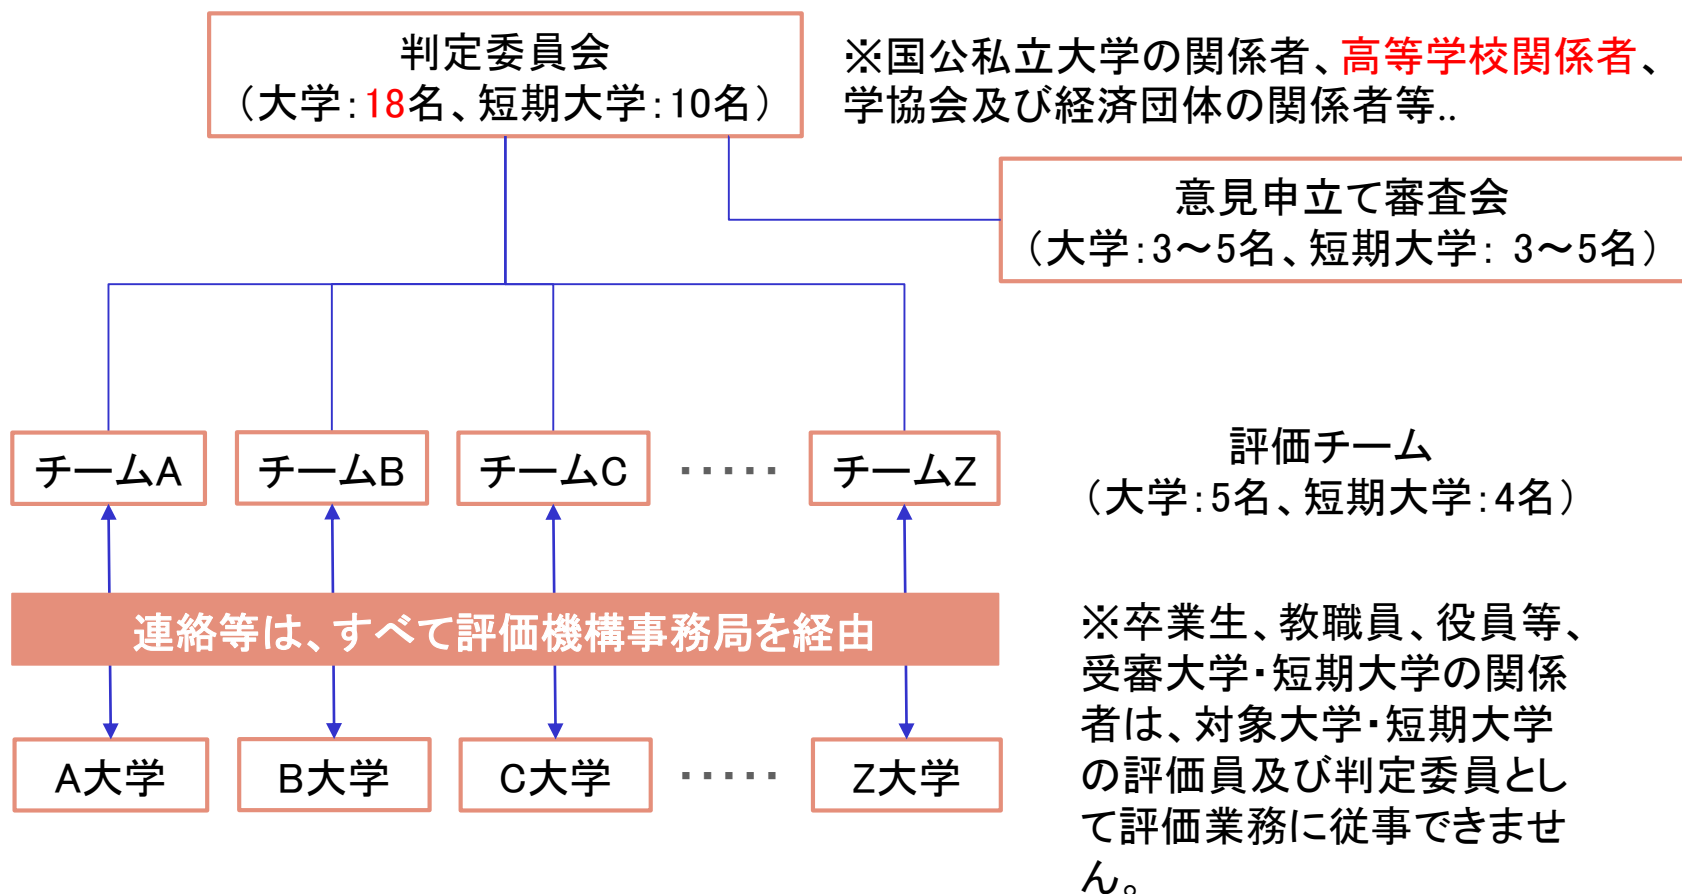 判定委員会
（大学：18名、短期大学：10名）
※国公私立大学の関係者、高等学校関係者、
学協会及び経済団体の関係者等..
意見申立て審査会
（大学：3～5名、短期大学： 3～5名）
チームA
チームB
チームC
・・・・・
チームZ
評価チーム
（大学：5名、短期大学：4名）
連絡等は、すべて評価機構事務局を経由
A大学
B大学
C大学
・・・・・
Z大学
※卒業生、教職員、役員等、
受審大学・短期大学の関係
者は、対象大学・短期大学
の評価員及び判定委員とし
て評価業務に従事できませ
ん。